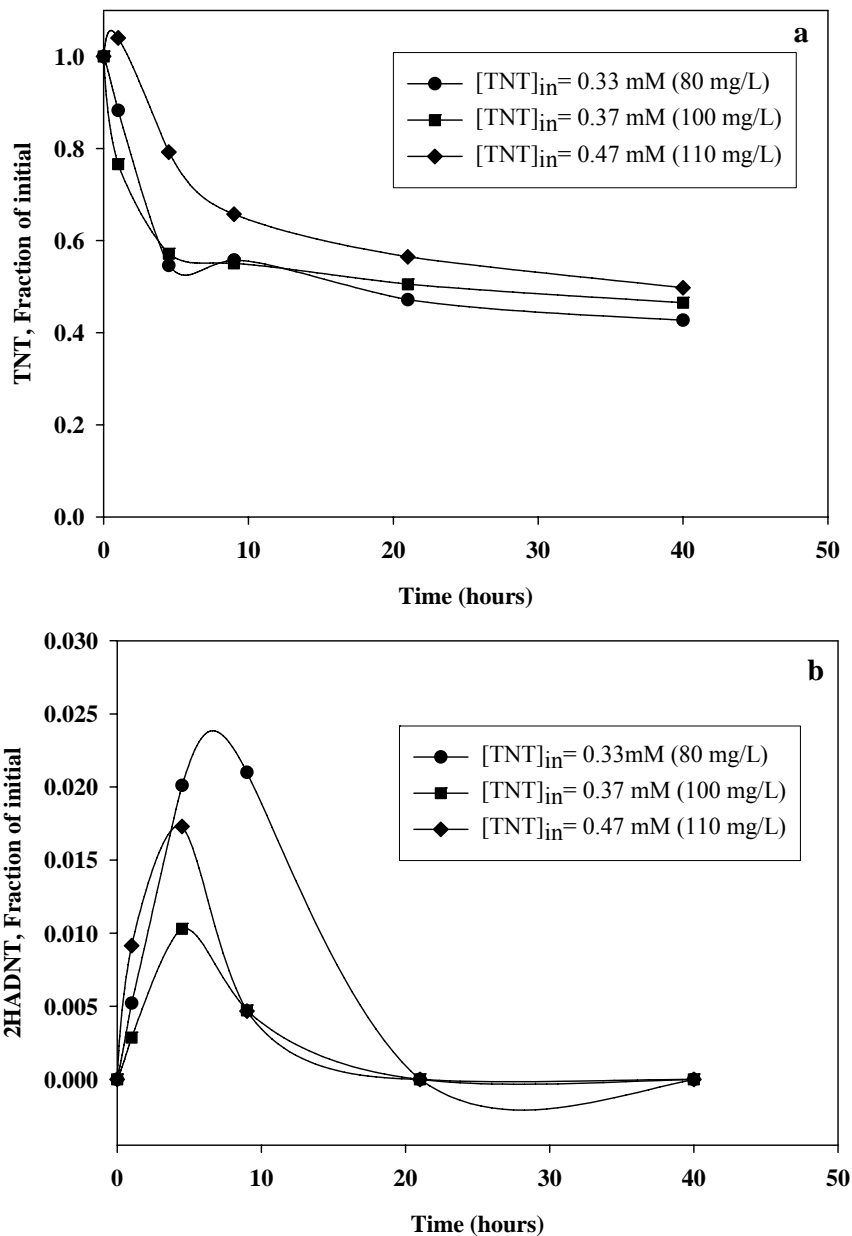 a
1.0
0.8
0.6
0.4
0.2
0.0
TNT, Fraction of initial
[TNT]in= 0.33 mM (80 mg/L)
[TNT]in= 0.37 mM (100 mg/L)
[TNT]in= 0.47 mM (110 mg/L)
0 10 20 30 40 50
Time (hours)
b
0.030
0.025
0.020
0.015
0.010
0.005
0.000
2HADNT, Fraction of initial
[TNT]in= 0.33mM (80 mg/L)
[TNT]in= 0.37 mM (100 mg/L)
[TNT]in= 0.47 mM (110 mg/L)
0 10 20 30 40 50
Time (hours)